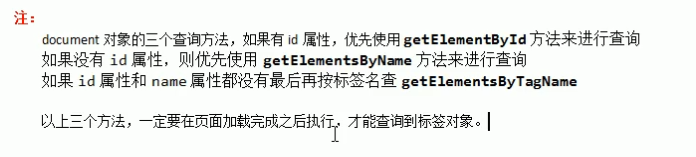 注：
document 对象的三个查询方法，如果有 id 属性，优先使用 getElementById 方法来进行查询
如果没有 id 属性，则优先使用 getElementsByName 方法来进行查询
如果 id 属性和 name 属性都没有最后再按标签名查 getElementsByTagName
以上三个方法，一定要在页面加载完成之后执行，才能查询到标签对象。